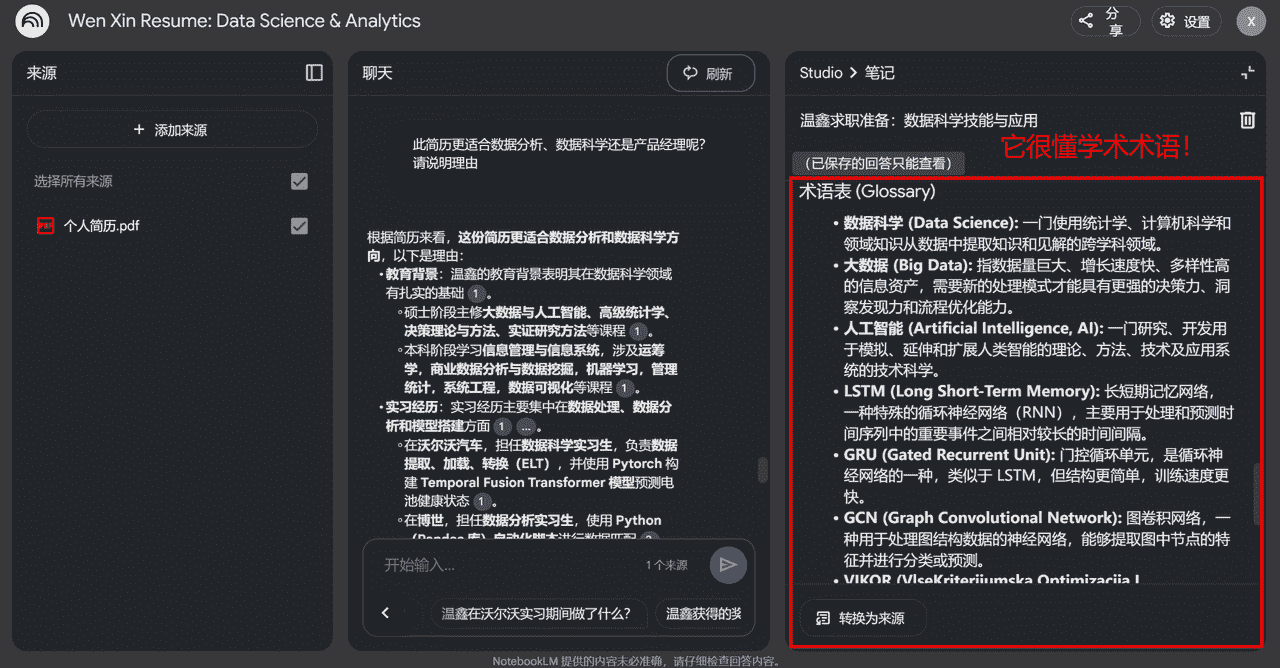 Wen Xin Resume: Data Science & Analytics
分享
设置
X
来源
添加来源
选择所有来源
PDF
个人简历.pdf
聊天
刷新
此简历更适合数据分析、数据科学还是产品经理呢?
请说明理由
根据简历来看，这份简历更适合数据分析和数据科学方
向，以下是理由:
•教育背景：温鑫的教育背景表明其在数据科学领域
有扎实的基础 1 。
◦硕士阶段主修大数据与人工智能、高级统计学、
决策理论与方法、实证研究方法等课程 1 。
◦本科阶段学习信息管理与信息系统，涉及运筹
学，商业数据分析与数据挖掘，机器学习，管理
统计，系统工程，数据可视化等课程 1 。
•实习经历：实习经历主要集中在数据处理、数据分
析和模型搭建方面 1 ... 。
◦在沃尔沃汽车，担任数据科学实习生，负责数据
提取、加载、转换（ELT），并使用 Pytorch 构
建 Temporal Fusion Transformer 模型预测电
池健康状态 1 。
◦在博世，担任数据分析实习生，使用 Python
（Pandas 库）自动化脚本进行数据匹配 2
开始输入...
1 个来源
温鑫在沃尔沃实习期间做了什么？
温鑫获得的奖
NotebookLM 提供的内容未必准确，请仔细检查回答内容。
Studio > 笔记
温鑫求职准备：数据科学技能与应用
它很懂学术术语！
（已保存的回答只能查看）
术语表 (Glossary)
• 数据科学 (Data Science): 一门使用统计学、计算机科学和
领域知识从数据中提取知识和见解的跨学科领域。
• 大数据 (Big Data): 指数据量巨大、增长速度快、多样性高
的信息资产，需要新的处理模式才能具有更强的决策力、洞
察发现力和流程优化能力。
• 人工智能 (Artificial Intelligence, AI): 一门研究、开发用
于模拟、延伸和扩展人类智能的理论、方法、技术及应用系
统的技术科学。
• LSTM (Long Short-Term Memory): 长短期记忆网络，
一种特殊的循环神经网络（RNN），主要用于处理和预测时
间序列中的重要事件之间相对较长的时间间隔。
• GRU (Gated Recurrent Unit): 门控循环单元，是循环神
经网络的一种，类似于 LSTM，但结构更简单，训练速度更
快。
• GCN (Graph Convolutional Network): 图卷积网络，一
种用于处理图结构数据的神经网络，能够提取图中节点的特
征并进行分类或预测。
• VIKOR (VlseKriterijumska Optimizacija I
转换为来源